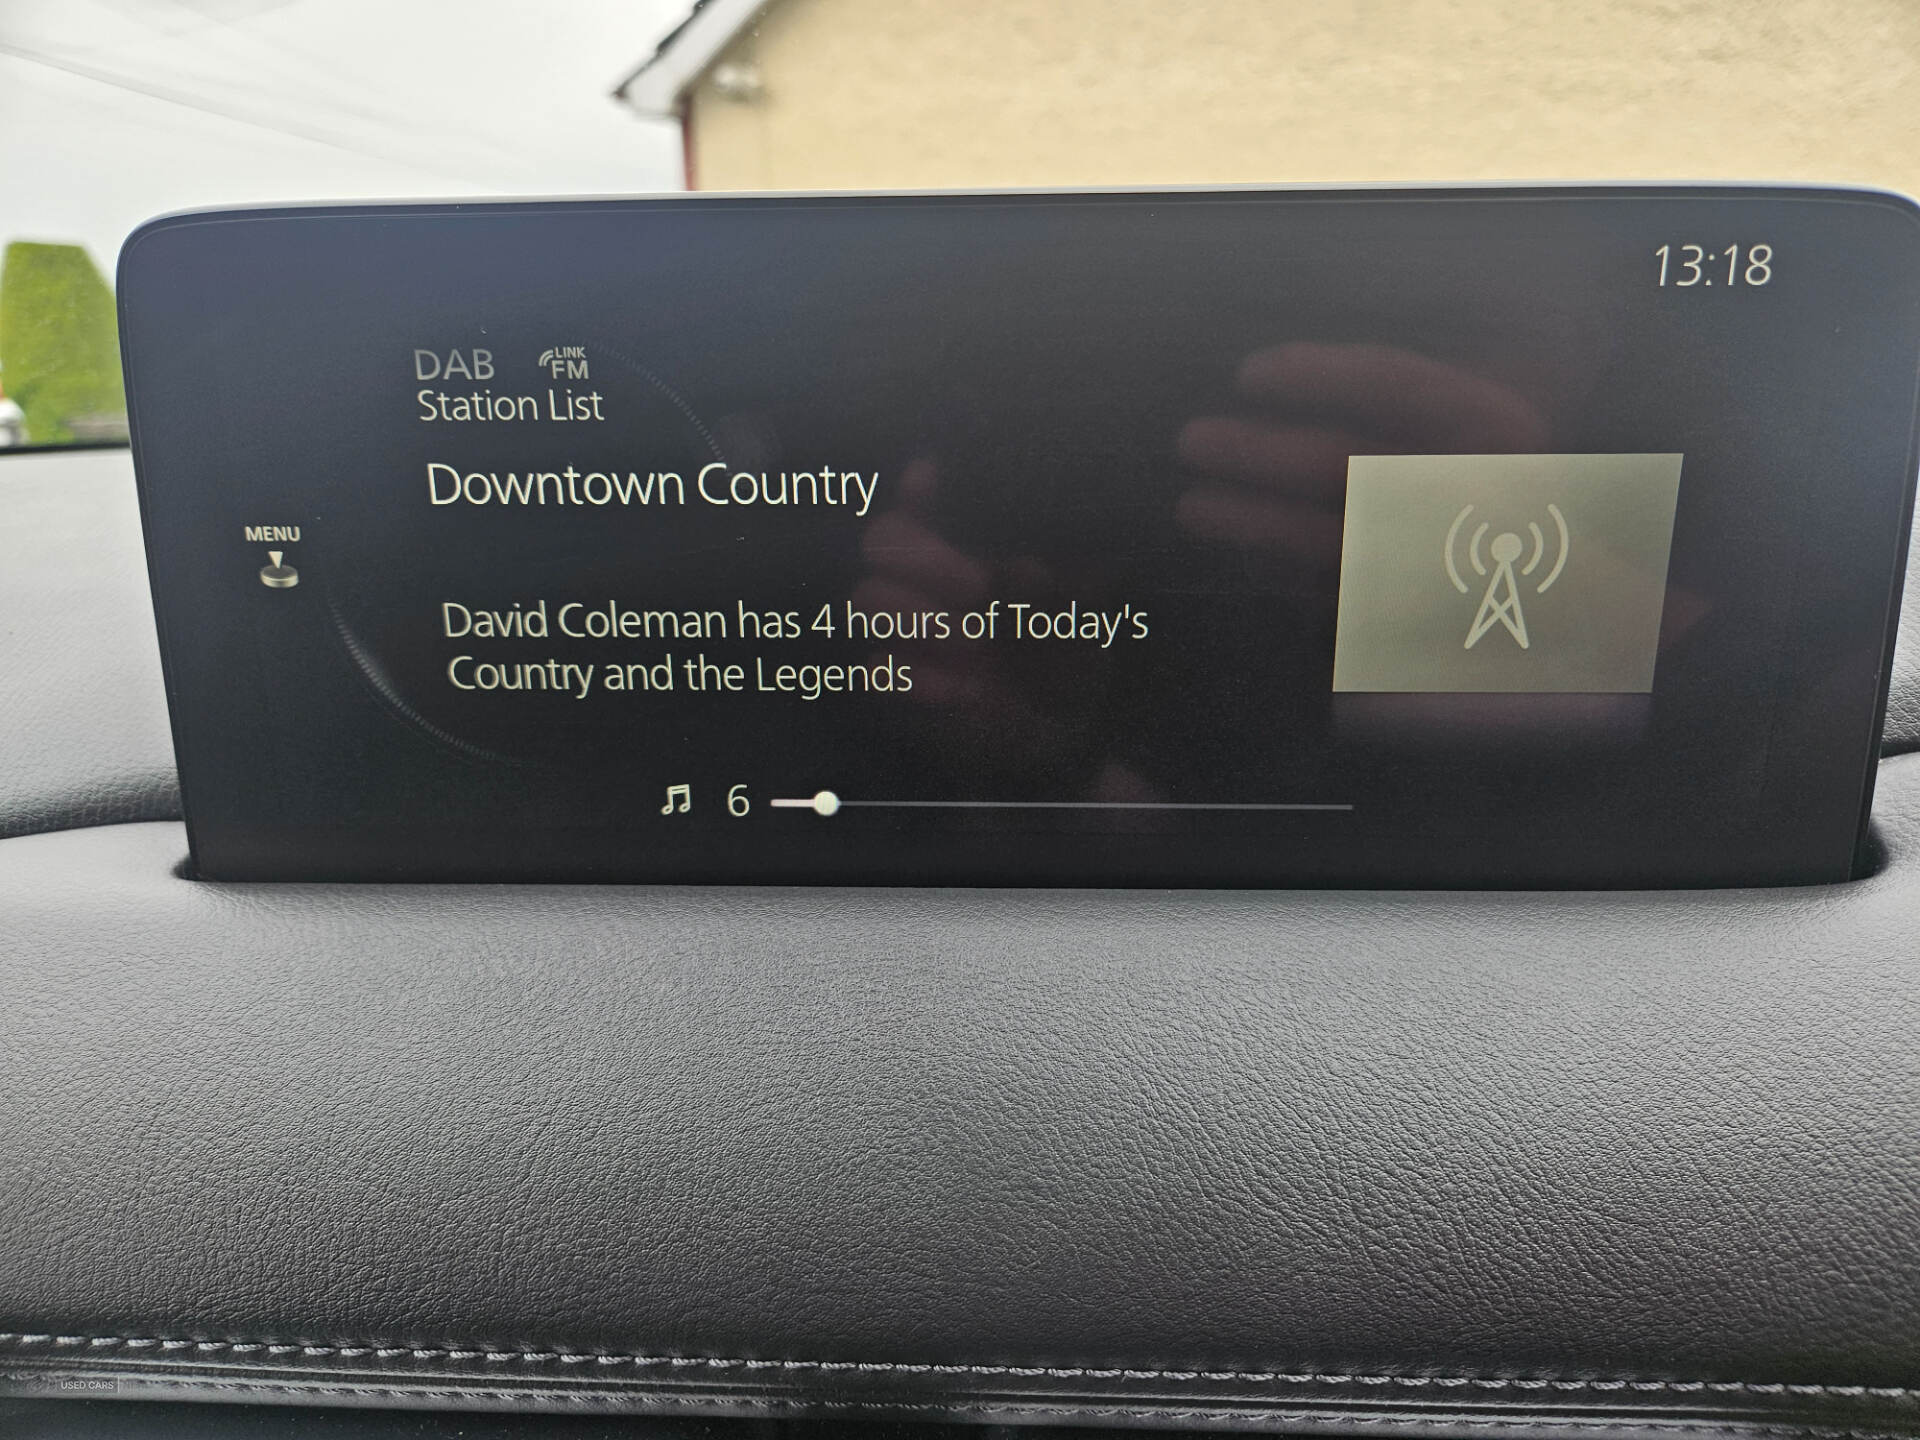 13:18
DAB LINK FM
Station List
Downtown Country
MENU
David Coleman has 4 hours of Today's
Country and the Legends
6
USED CARS